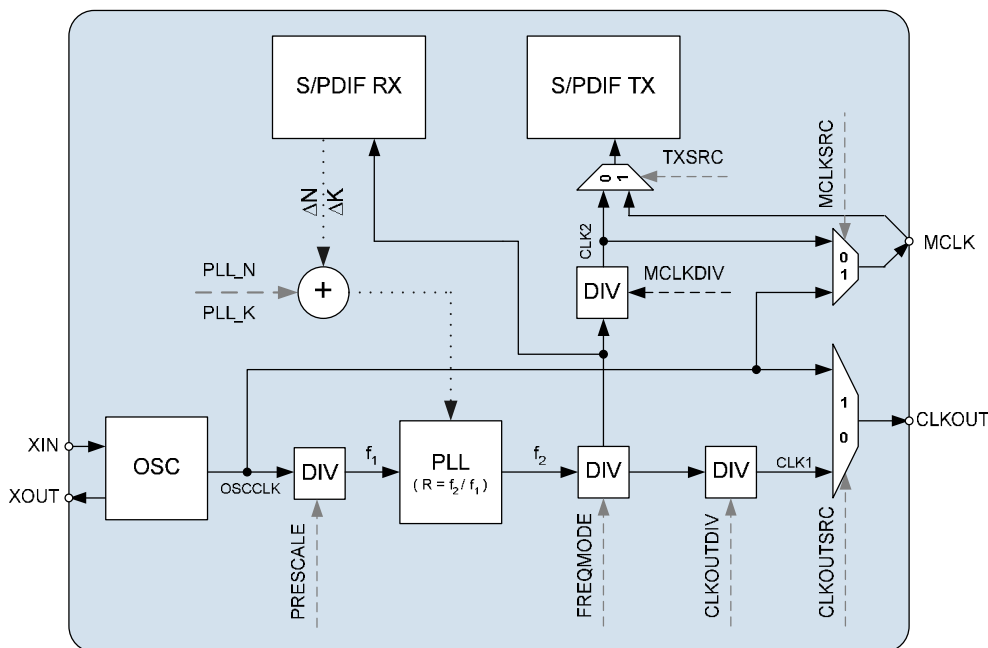 S/PDIF RX
S/PDIF TX
TXSRC
MCLKSRC
0 1
ΔN
ΔK
CLK2
0
1
MCLK
PLL_N
PLL_K
+
DIV
MCLKDIV
XIN
XOUT
OSC
OSCCLK
DIV
f1
PLL
( R = f2 / f1 )
f2
DIV
DIV
CLK1
1
0
CLKOUT
PRESCALE
FREQMODE
CLKOUTDIV
CLKOUTSRC